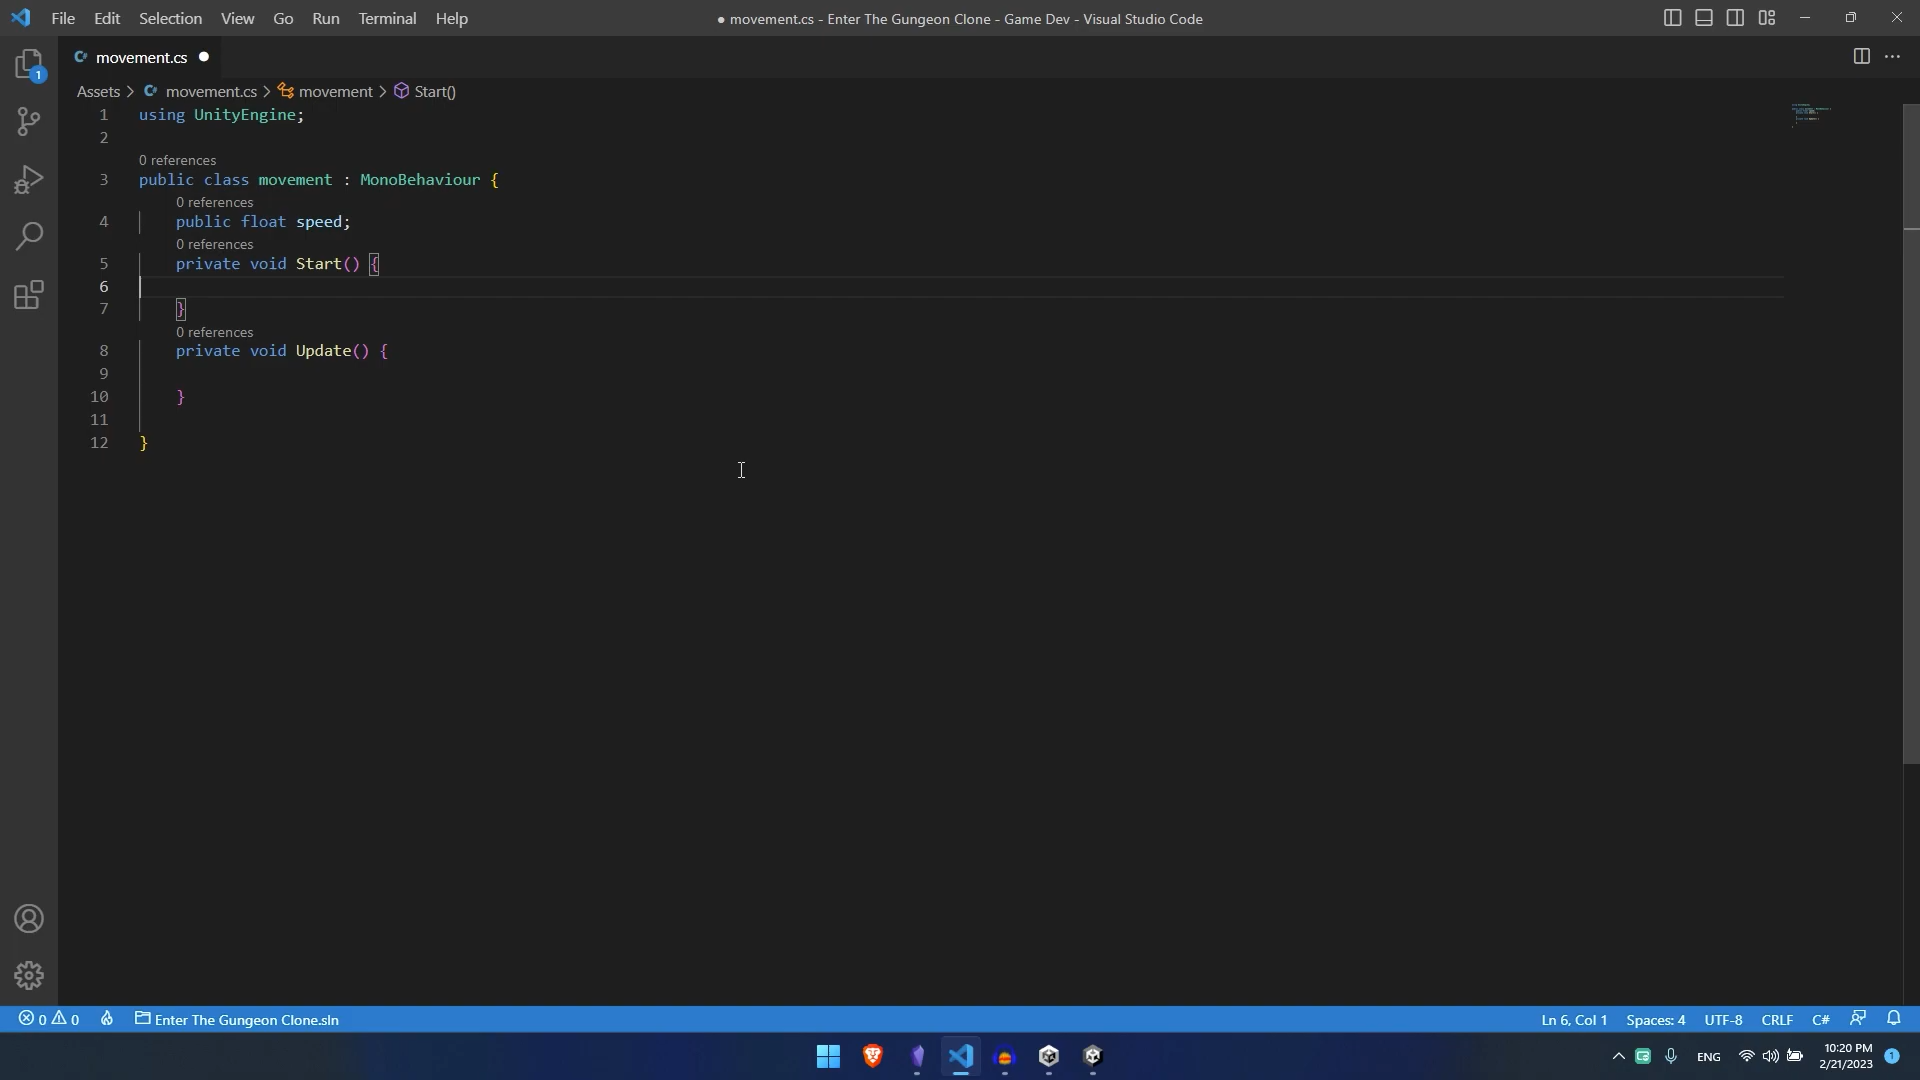 File Edit Selection View Go Run Terminal Help
● movement.cs - Enter The Gungeon Clone - Game Dev - Visual Studio Code
1
C# movement.cs ●
Assets > C# movement.cs > movement > Start()
1 using UnityEngine;
2
0 references
3 public class movement : MonoBehaviour {
0 references
4 public float speed;
0 references
5 private void Start() {
6
7 }
0 references
8 private void Update() {
9
10 }
11
12 }
0 0 Enter The Gungeon Clone.sln
Ln 6, Col 1 Spaces: 4 UTF-8 CRLF C#
ENG 10:20 PM 1
2/21/2023